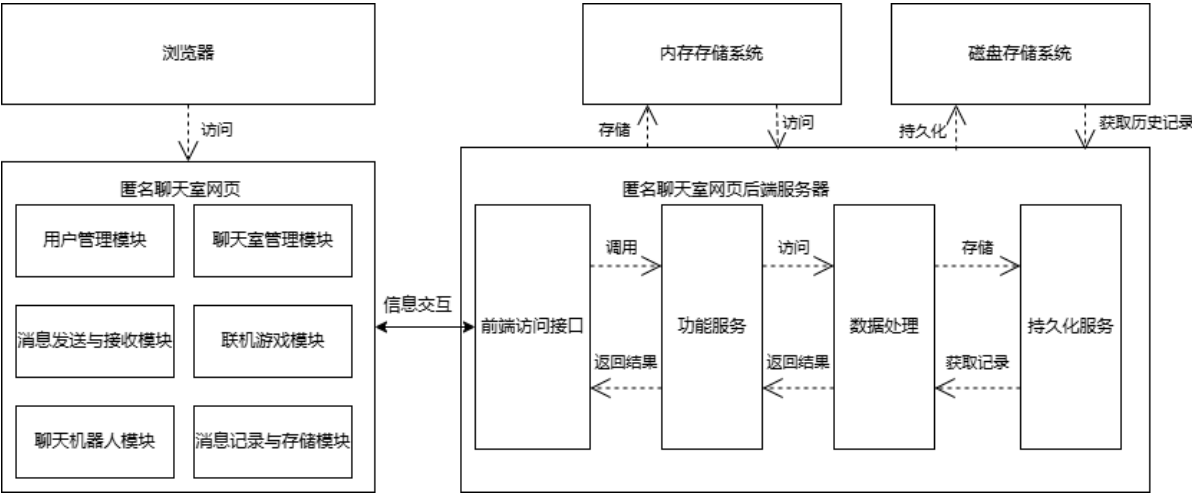 浏览器
内存存储系统
磁盘存储系统
访问
存储
访问
持久化
获取历史记录
匿名聊天室网页
匿名聊天室网页后端服务器
用户管理模块
聊天室管理模块
调用
访问
存储
信息交互
消息发送与接收模块
联机游戏模块
前端访问接口
功能服务
数据处理
持久化服务
返回结果
返回结果
获取记录
聊天机器人模块
消息记录与存储模块